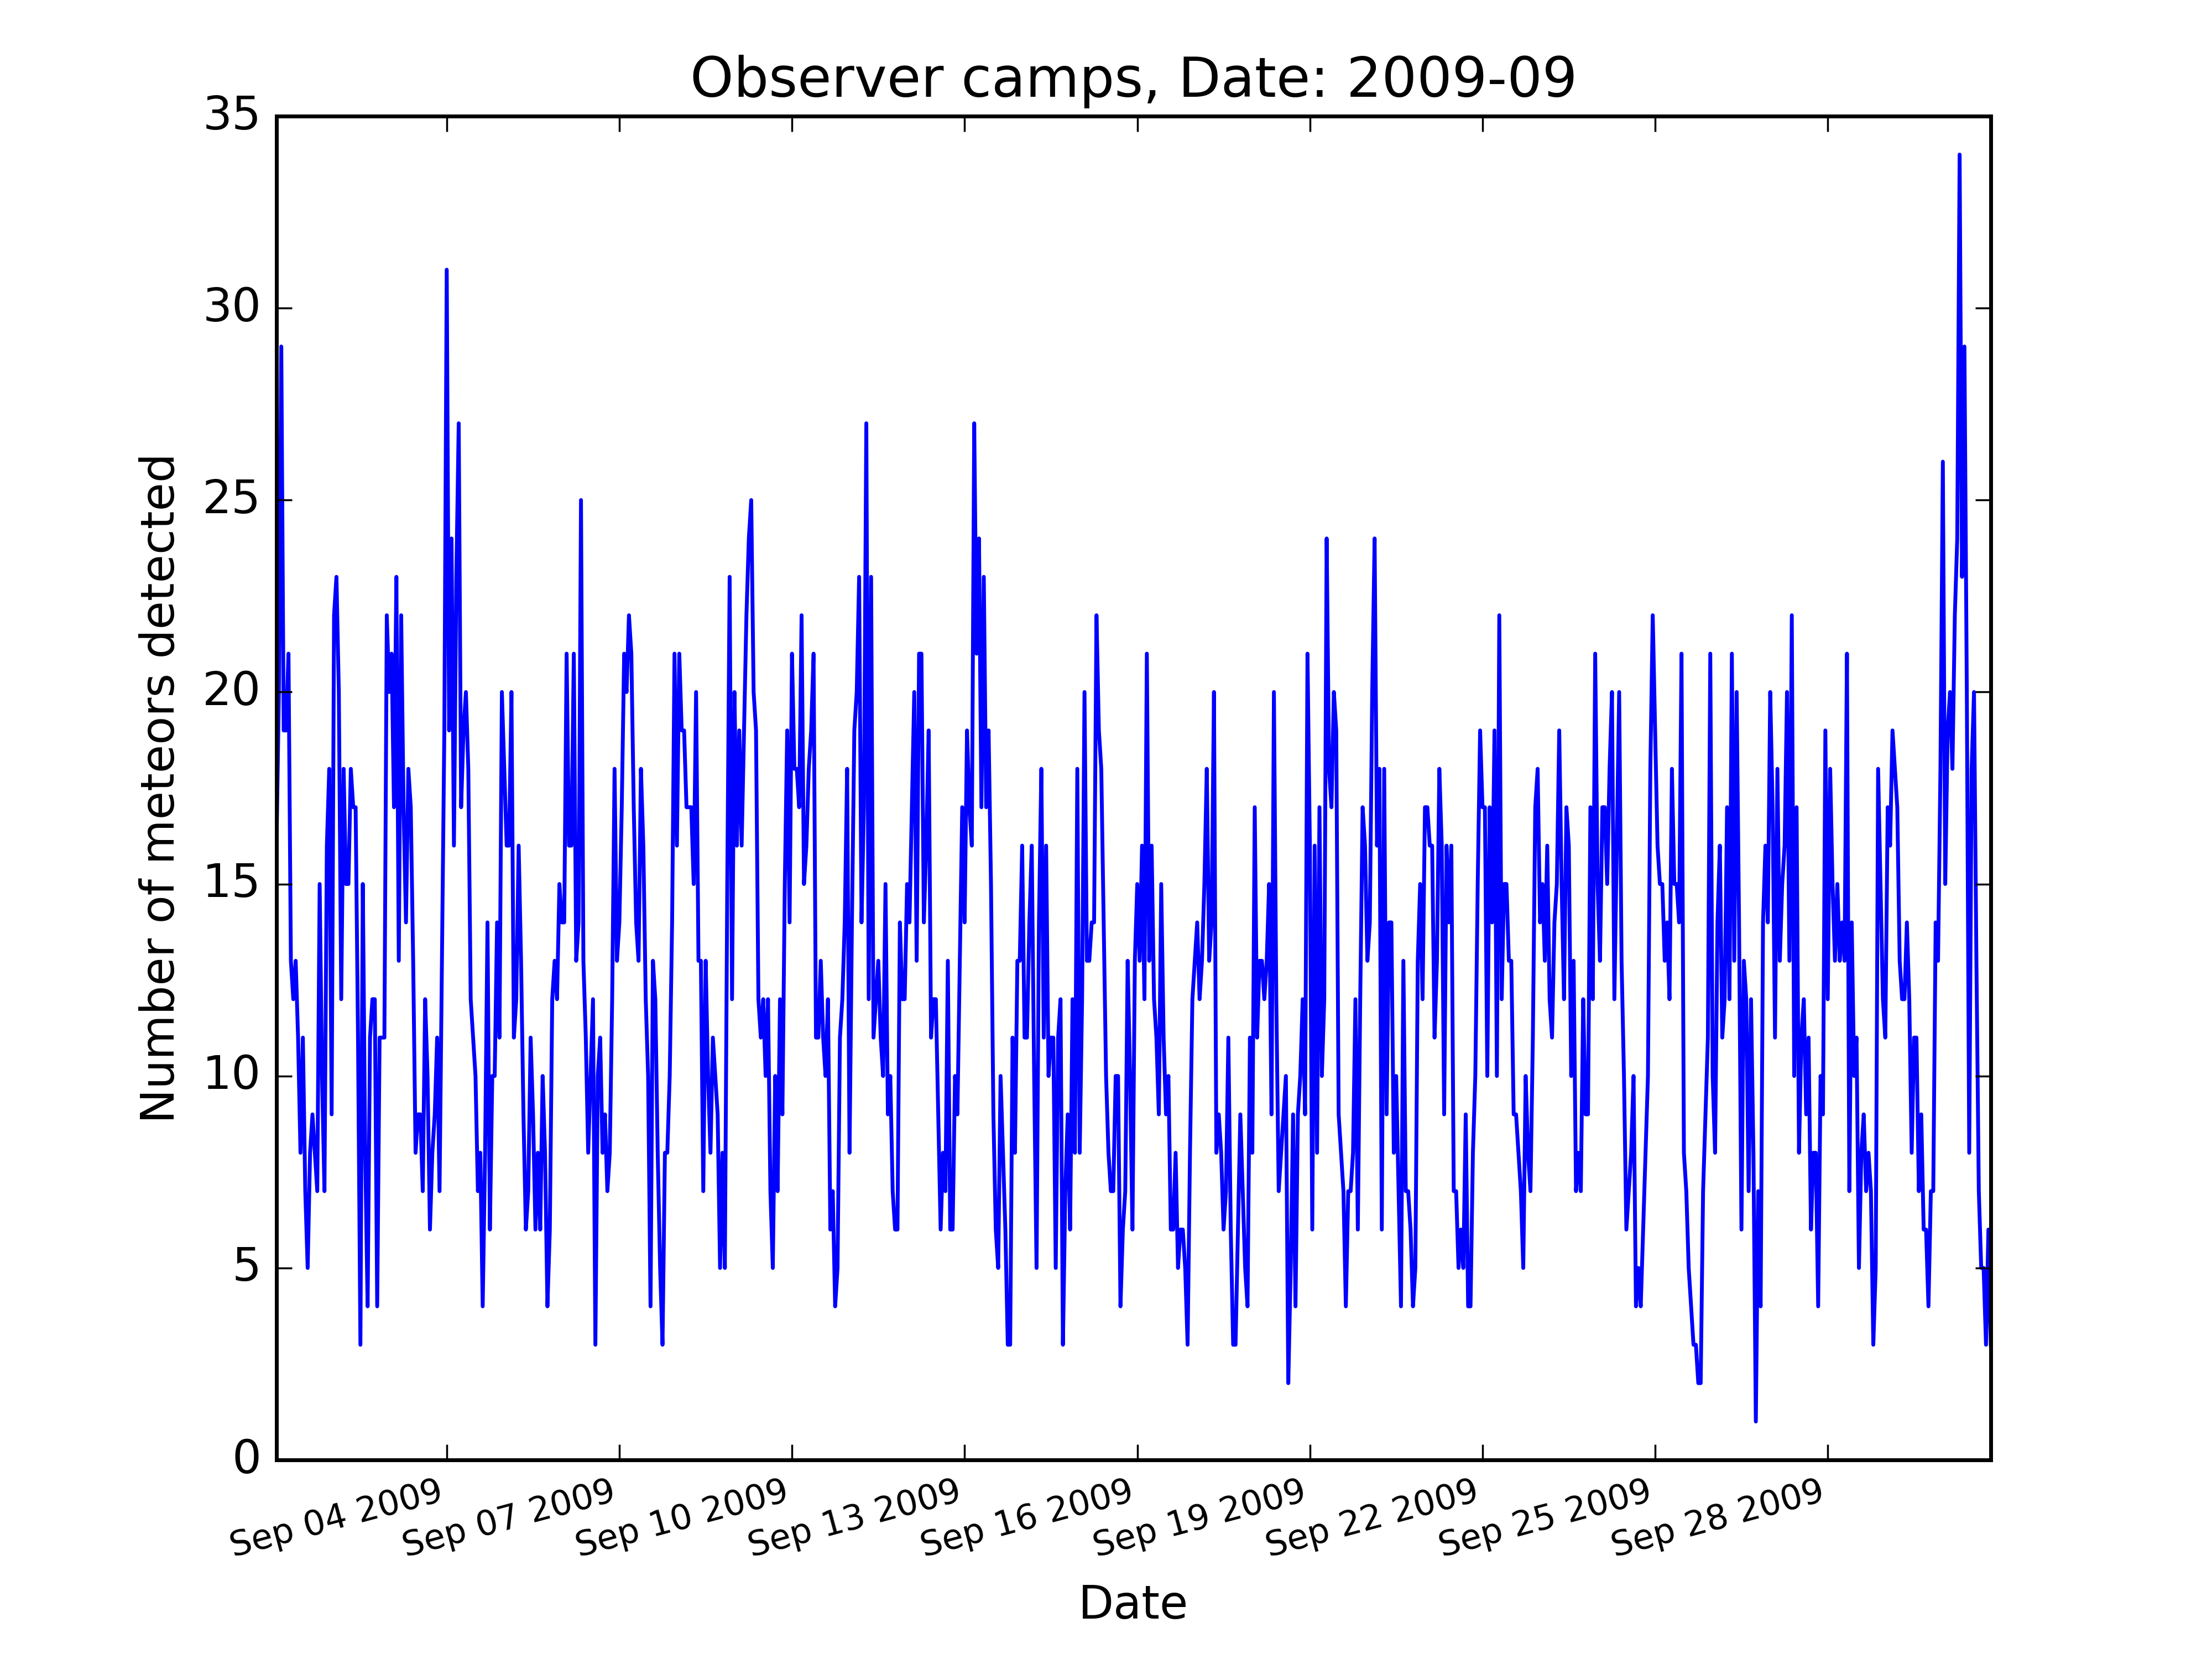 Observer camps, Date: 2009-09
Number of meteors detected
35
30
25
20
15
10
5
0
Sep 04 2009
Sep 07 2009
Sep 10 2009
Sep 13 2009
Sep 16 2009
Sep 19 2009
Sep 22 2009
Sep 25 2009
Sep 28 2009
Date